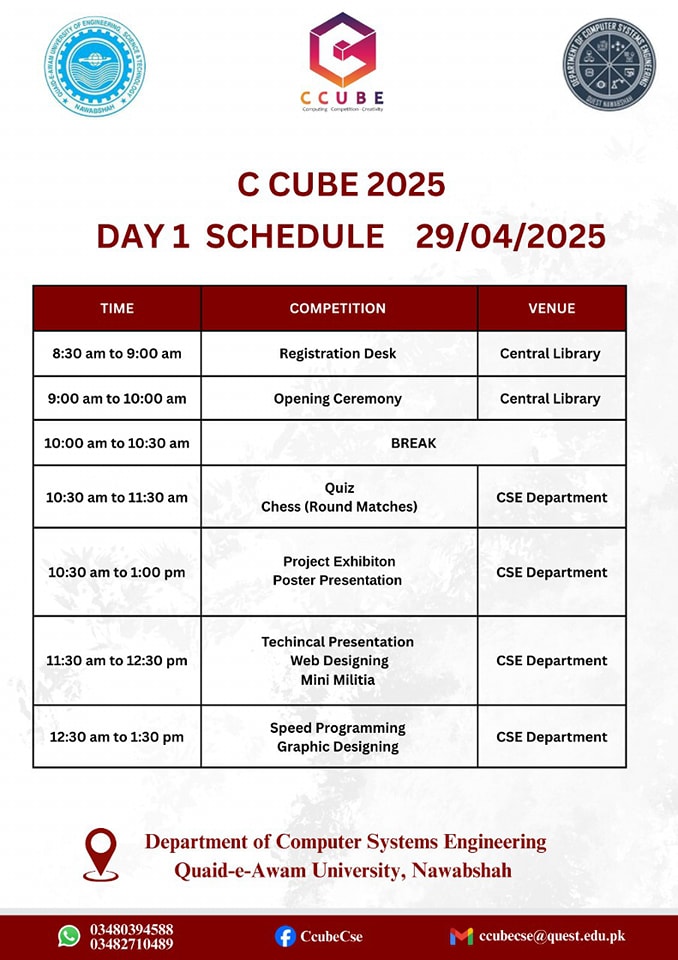 QUAID-E-AWAM UNIVERSITY OF ENGINEERING, SCIENCE & TECHNOLOGY
NAWABSHAH
CCUBE
Computing · Competition · Creativity
DEPARTMENT OF COMPUTER SYSTEMS ENGINEERING
QUEST NAWABSHAH
C CUBE 2025
DAY 1 SCHEDULE 29/04/2025
TIME COMPETITION VENUE
8:30 am to 9:00 am Registration Desk Central Library
9:00 am to 10:00 am Opening Ceremony Central Library
10:00 am to 10:30 am BREAK
10:30 am to 11:30 am Quiz
Chess (Round Matches) CSE Department
10:30 am to 1:00 pm Project Exhibiton
Poster Presentation CSE Department
11:30 am to 12:30 pm Techincal Presentation
Web Designing
Mini Militia CSE Department
12:30 am to 1:30 pm Speed Programming
Graphic Designing CSE Department
Department of Computer Systems Engineering
Quaid-e-Awam University, Nawabshah
03480394588
03482710489
CcubeCse
ccubecse@quest.edu.pk